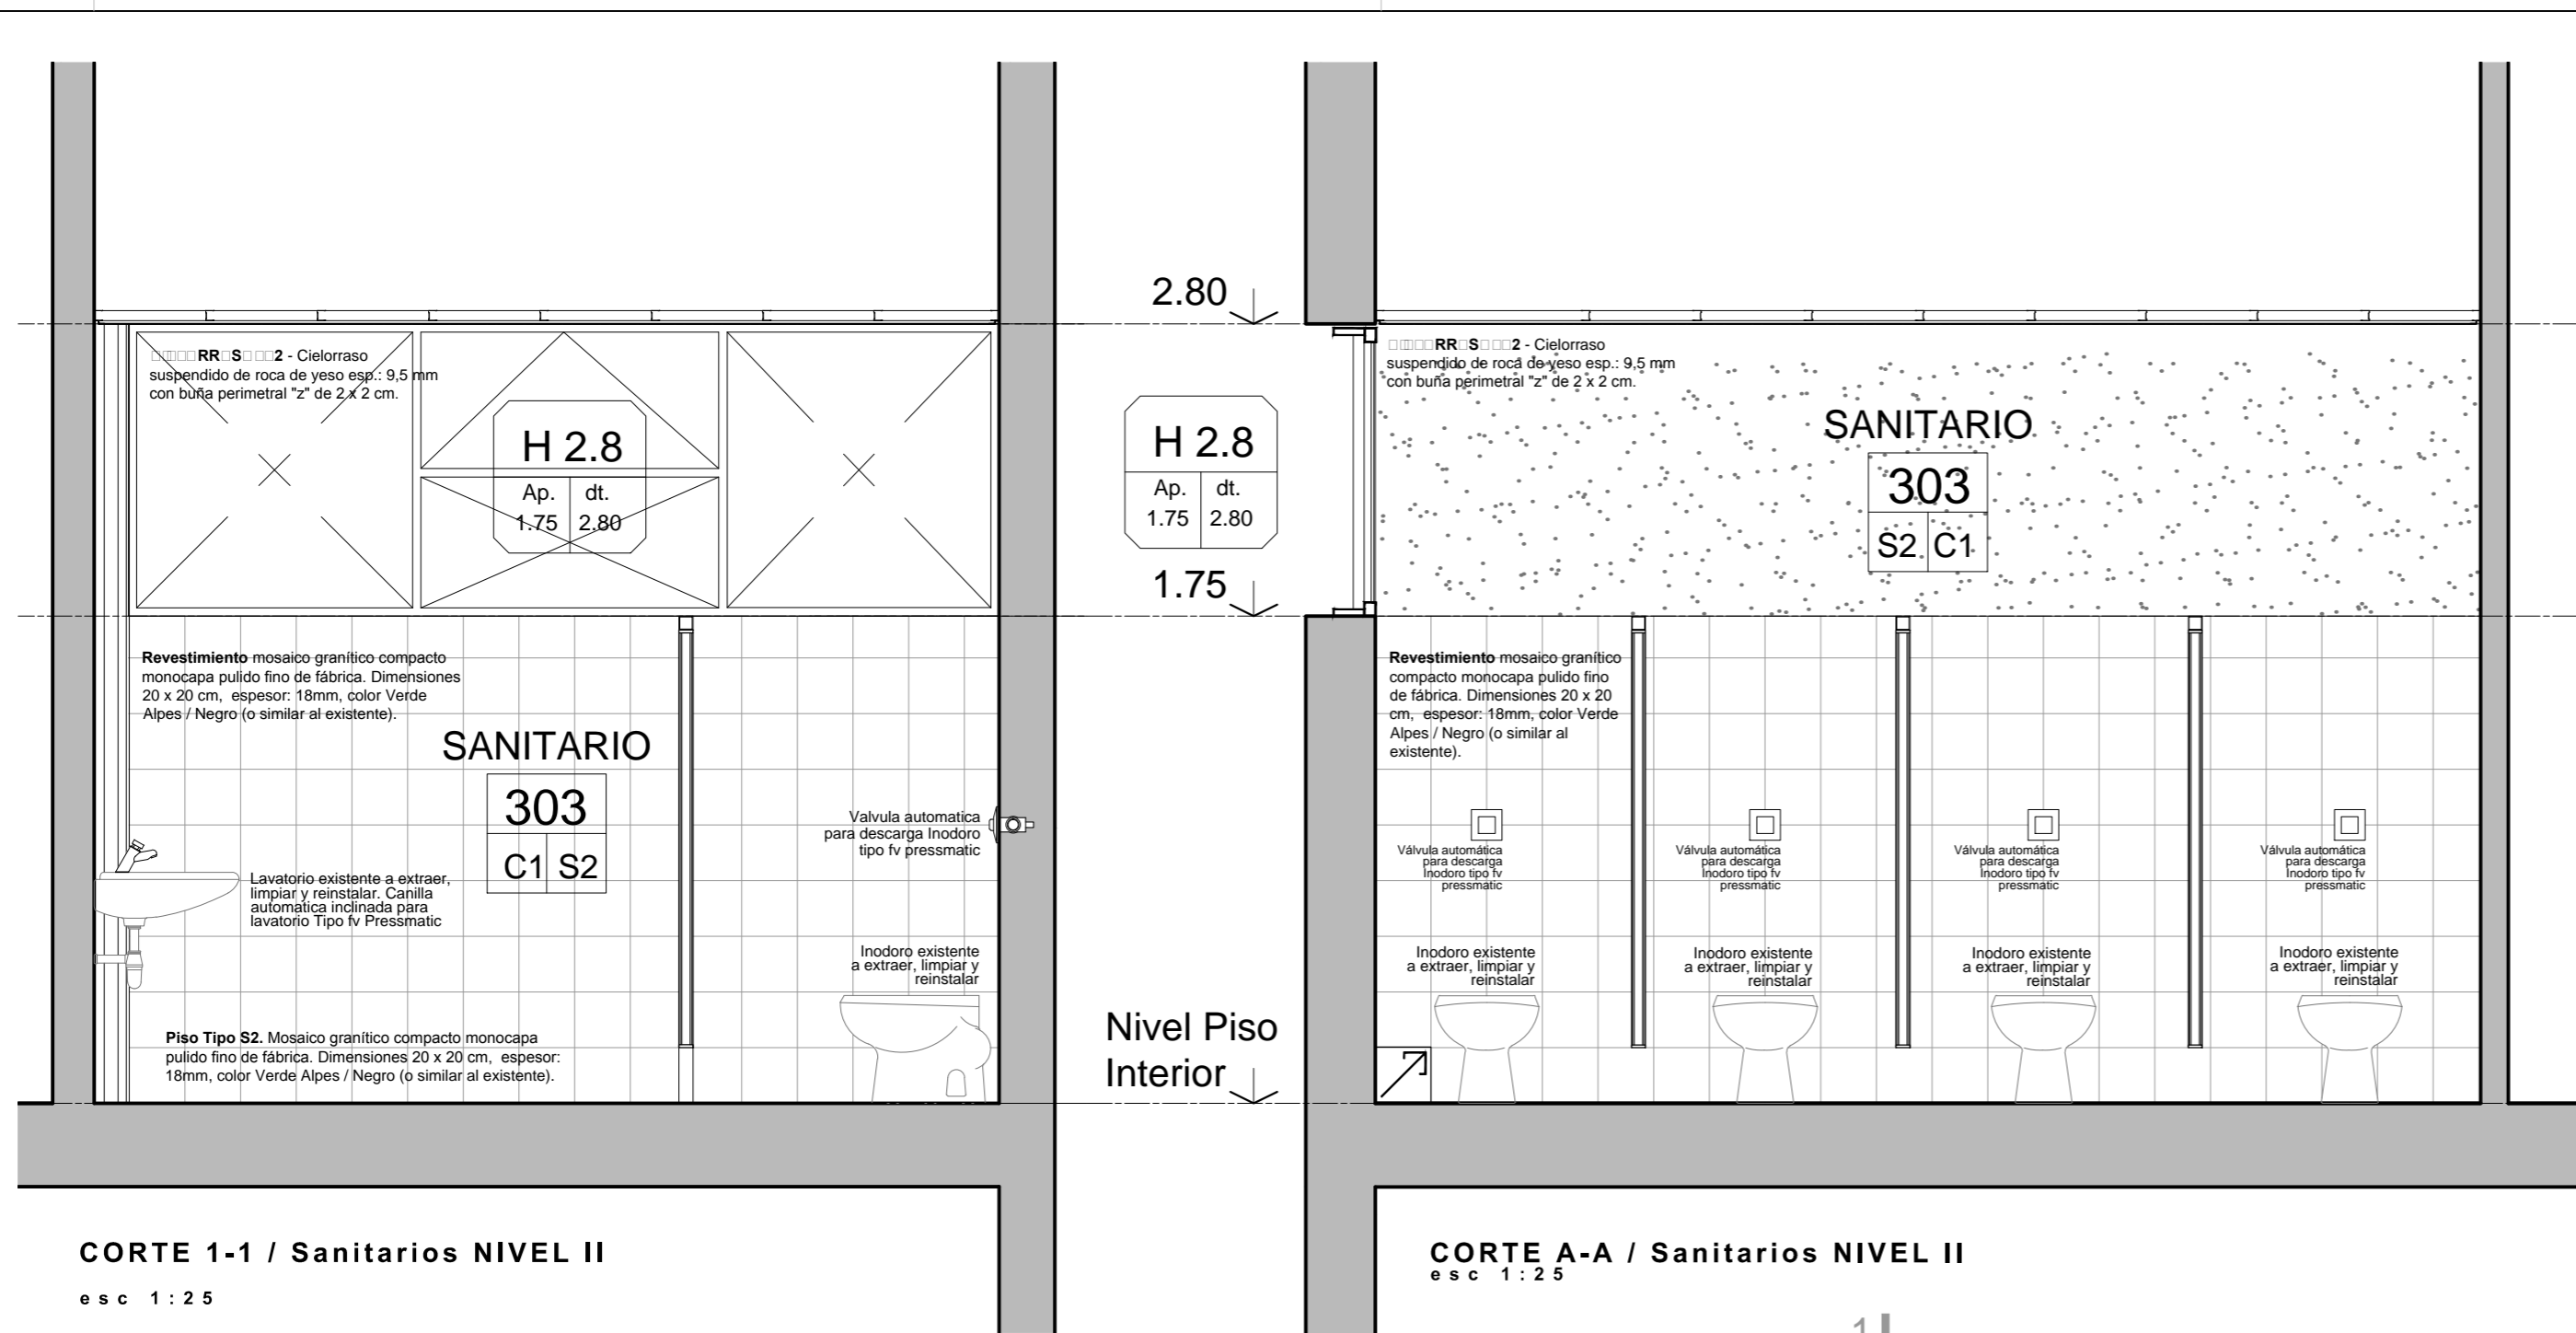 RR S 2 - Cielorraso
suspendido de roca de yeso esp.: 9,5 mm
con buña perimetral "z" de 2 x 2 cm.
H 2.8
Ap. dt.
1.75 2.80
Revestimiento mosaico granítico compacto
monocapa pulido fino de fábrica. Dimensiones
20 x 20 cm, espesor: 18mm, color Verde
Alpes / Negro (o similar al existente).
SANITARIO
303
C1 S2
Valvula automatica
para descarga Inodoro
tipo fv pressmatic
Lavatorio existente a extraer,
limpiar y reinstalar. Canilla
automatica inclinada para
lavatorio Tipo fv Pressmatic
Inodoro existente
a extraer, limpiar y
reinstalar
Piso Tipo S2. Mosaico granítico compacto monocapa
pulido fino de fábrica. Dimensiones 20 x 20 cm, espesor:
18mm, color Verde Alpes / Negro (o similar al existente).
CORTE 1-1 / Sanitarios NIVEL II
esc 1:25
2.80
H 2.8
Ap. dt.
1.75 2.80
1.75
Nivel Piso
Interior
RR S 2 - Cielorraso
suspendido de roca de yeso esp.: 9,5 mm
con buña perimetral "z" de 2 x 2 cm.
SANITARIO
303
S2 C1
Revestimiento mosaico granítico
compacto monocapa pulido fino
de fábrica. Dimensiones 20 x 20
cm, espesor: 18mm, color Verde
Alpes / Negro (o similar al
existente).
Válvula automática
para descarga
Inodoro tipo fv
pressmatic
Válvula automática
para descarga
Inodoro tipo fv
pressmatic
Válvula automática
para descarga
Inodoro tipo fv
pressmatic
Válvula automática
para descarga
Inodoro tipo fv
pressmatic
Inodoro existente
a extraer, limpiar y
reinstalar
Inodoro existente
a extraer, limpiar y
reinstalar
Inodoro existente
a extraer, limpiar y
reinstalar
Inodoro existente
a extraer, limpiar y
reinstalar
CORTE A-A / Sanitarios NIVEL II
esc 1:25
1